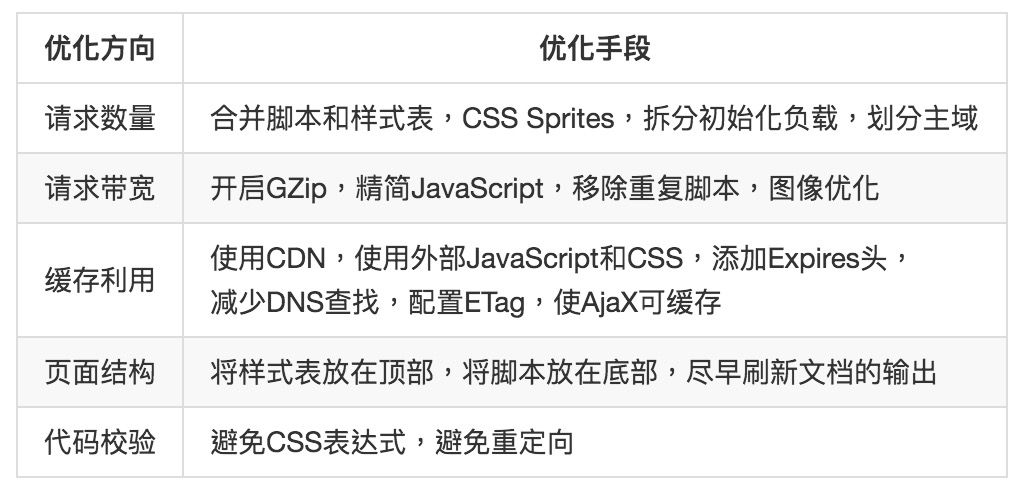 优化方向 优化手段
请求数量 合并脚本和样式表，CSS Sprites，拆分初始化负载，划分主域
请求带宽 开启GZip，精简JavaScript，移除重复脚本，图像优化
缓存利用 使用CDN，使用外部JavaScript和CSS，添加Expires头，
减少DNS查找，配置ETag，使AjaX可缓存
页面结构 将样式表放在顶部，将脚本放在底部，尽早刷新文档的输出
代码校验 避免CSS表达式，避免重定向